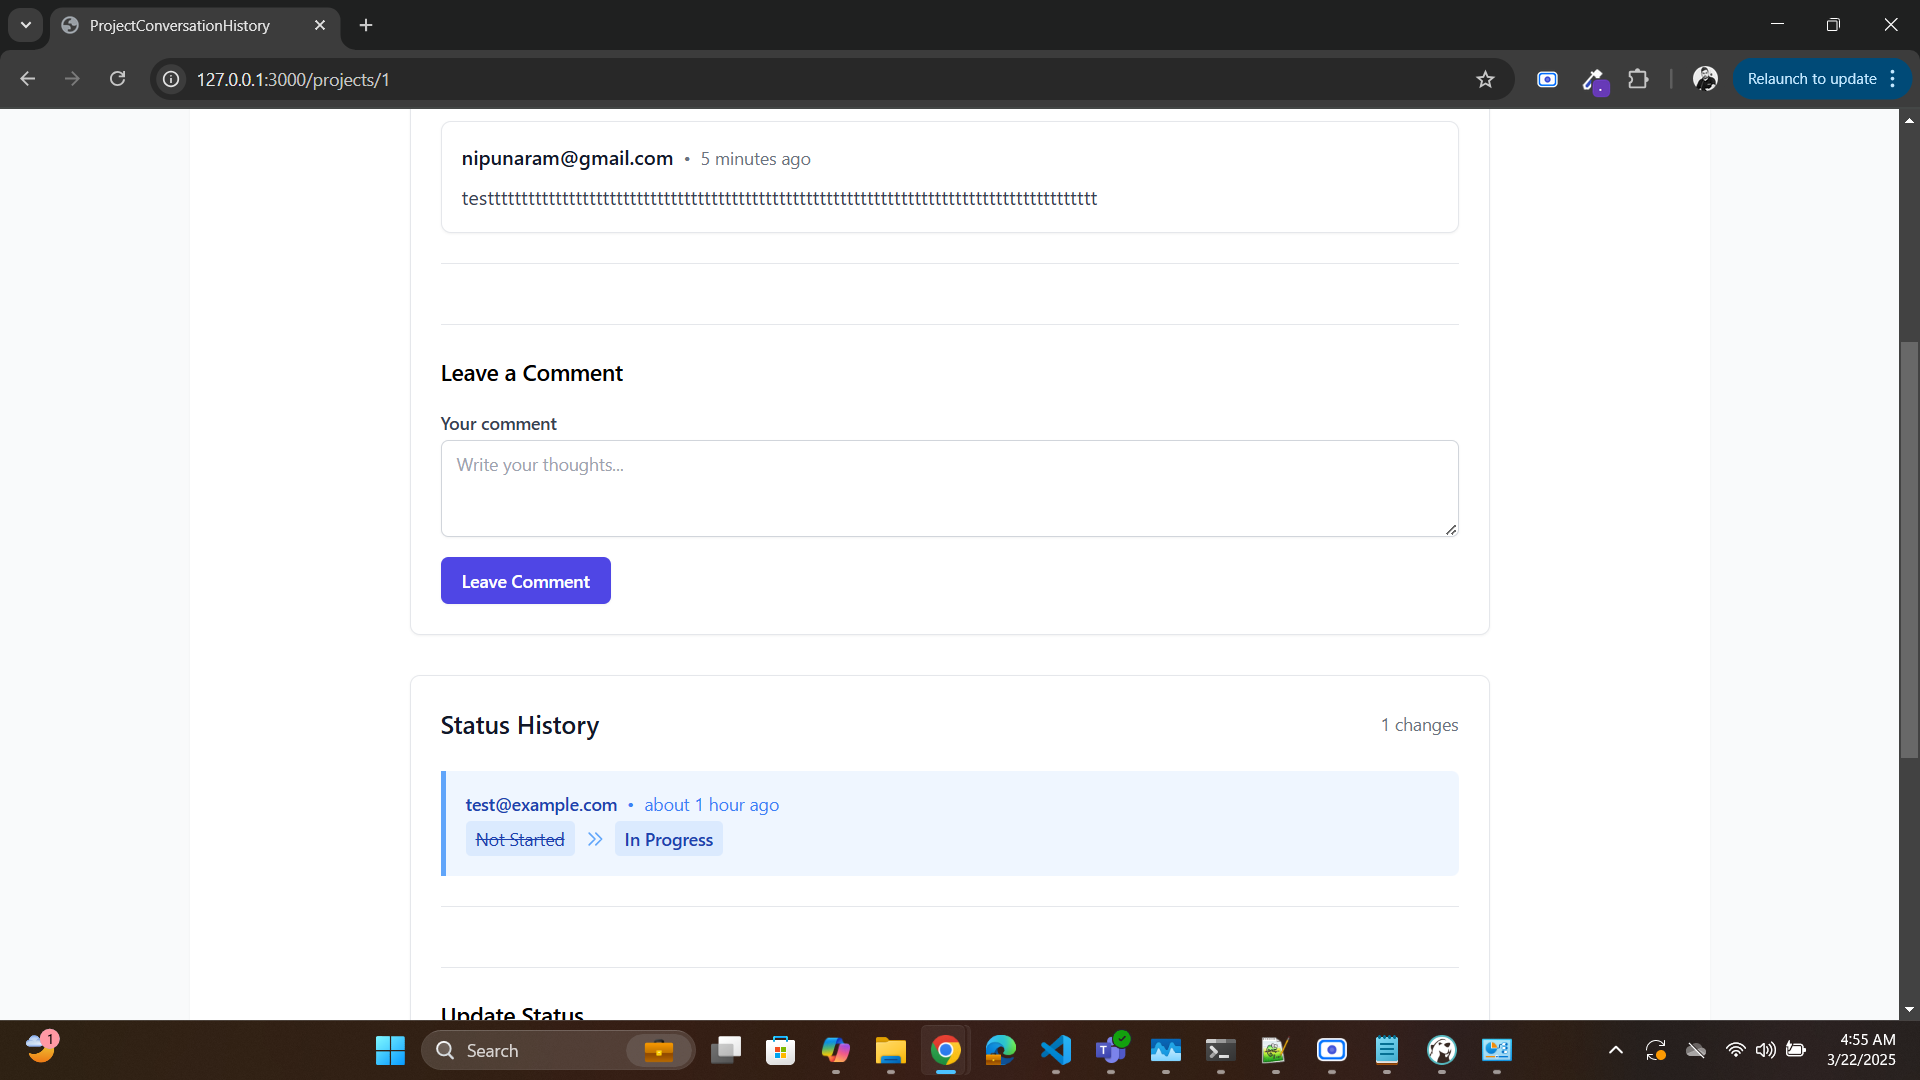 ProjectConversationHistory
127.0.0.1:3000/projects/1
Relaunch to update
nipunaram@gmail.com • 5 minutes ago
testttttttttttttttttttttttttttttttttttttttttttttttttttttttttttttttttttttttttttttttttttttttttttt
Leave a Comment
Your comment
Write your thoughts...
Leave Comment
Status History
1 changes
test@example.com • about 1 hour ago
Not Started » In Progress
Update Status
1
Search
4:55 AM
3/22/2025